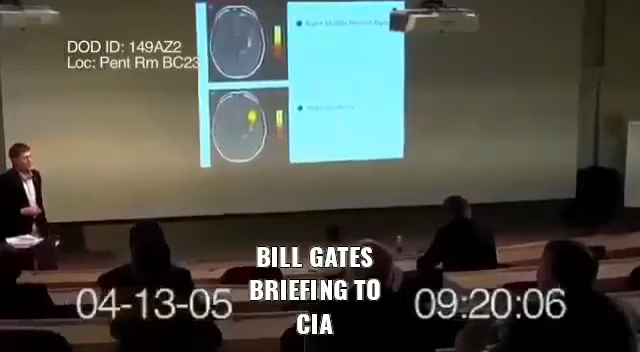 DOD ID: 149AZ2
Loc: Pent Rm BC23
BILL GATES
BRIEFING TO
CIA
04-13-05
09:20:06